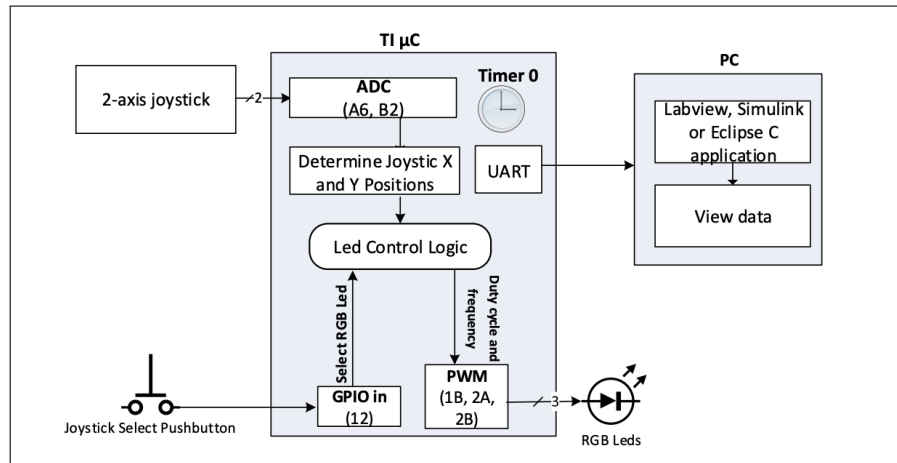 TI µC
2-axis joystick
2
ADC
(A6, B2)
Timer 0
PC
Labview, Simulink
or Eclipse C
application
View data
Determine Joystic X
and Y Positions
UART
Led Control Logic
Select RGB Led
Duty cycle and
frequency
Joystick Select Pushbutton
GPIO in
(12)
PWM
(1B, 2A,
2B)
3
RGB Leds